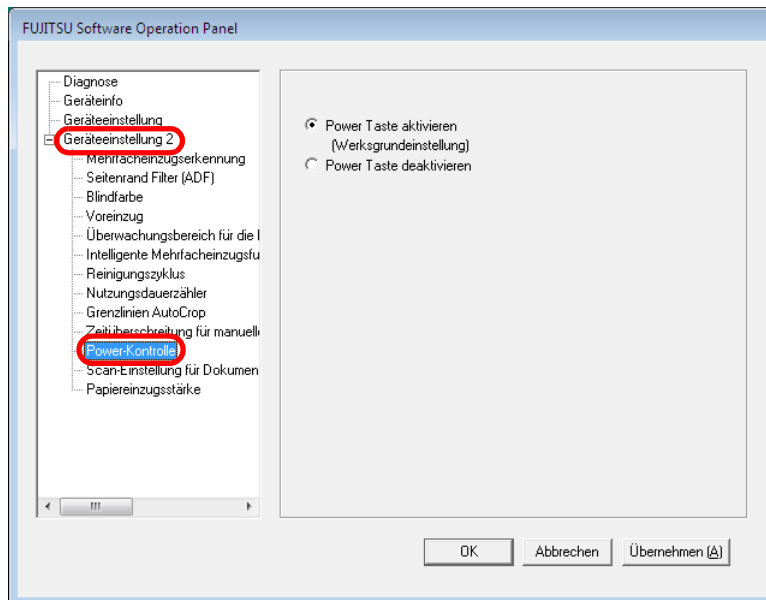 FUJITSU Software Operation Panel
Diagnose
Geräteinfo
Geräteeinstellung
Geräteeinstellung 2
Mehrfacheinzugserkennung
Seitenrand Filter (ADF)
Blindfarbe
Voreinzug
Überwachungsbereich für die I
Intelligente Mehrfacheinzugsfu
Reinigungszyklus
Nutzungsdauerzähler
Grenzlinien AutoCrop
Zeitüberschreitung für manuelle
Power-Kontrolle
Scan-Einstellung für Dokumen
Papiereinzugsstärke
Power Taste aktivieren
(Werksgrundeinstellung)
Power Taste deaktivieren
OK
Abbrechen
Übernehmen (A)